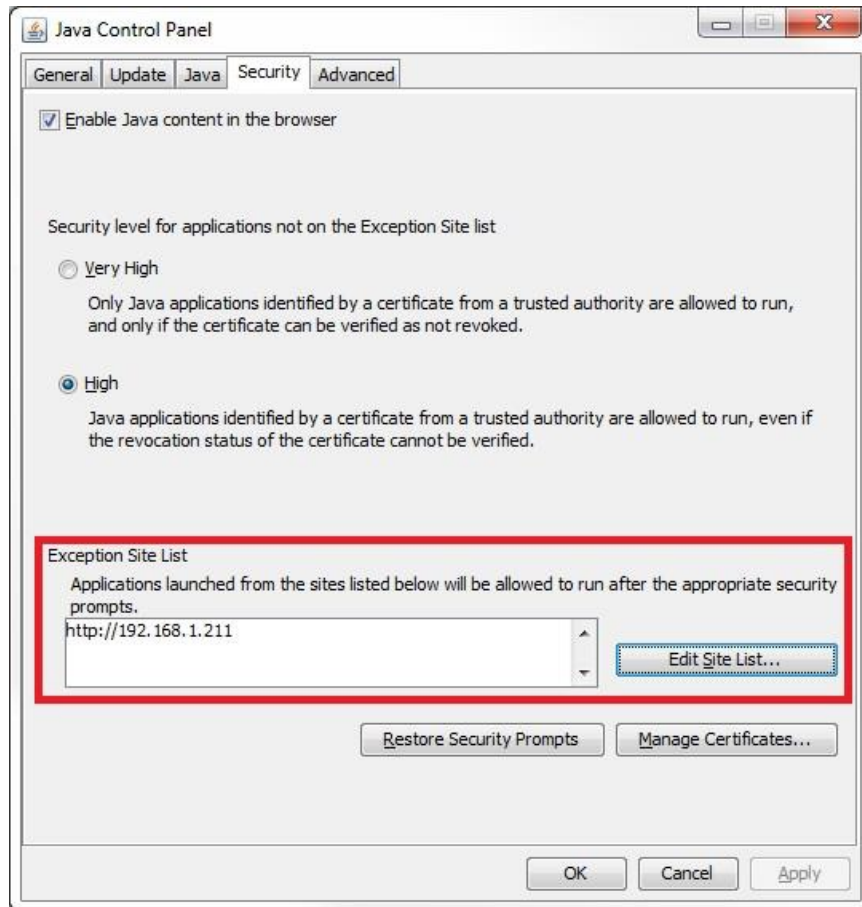 Java Control Panel
General Update Java Security Advanced
Enable Java content in the browser
Security level for applications not on the Exception Site list
Very High
Only Java applications identified by a certificate from a trusted authority are allowed to run,
and only if the certificate can be verified as not revoked.
High
Java applications identified by a certificate from a trusted authority are allowed to run, even if
the revocation status of the certificate cannot be verified.
Exception Site List
Applications launched from the sites listed below will be allowed to run after the appropriate security
prompts.
http://192.168.1.211
Edit Site List...
Restore Security Prompts Manage Certificates...
OK Cancel Apply